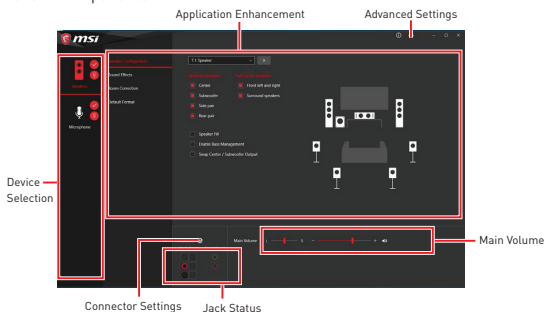 Application Enhancement
Advanced Settings
msi
Speakers
Microphone
Sound Effects
Room Correction
Default Format
7.1 Speaker
Center
Subwoofer
Side pair
Rear pair
Front left and right
Surround speakers
Speaker Fill
Enable Bass Management
Swap Center / Subwoofer Output
Device
Selection
Main Volume
L
R
Main Volume
Connector Settings
Jack Status